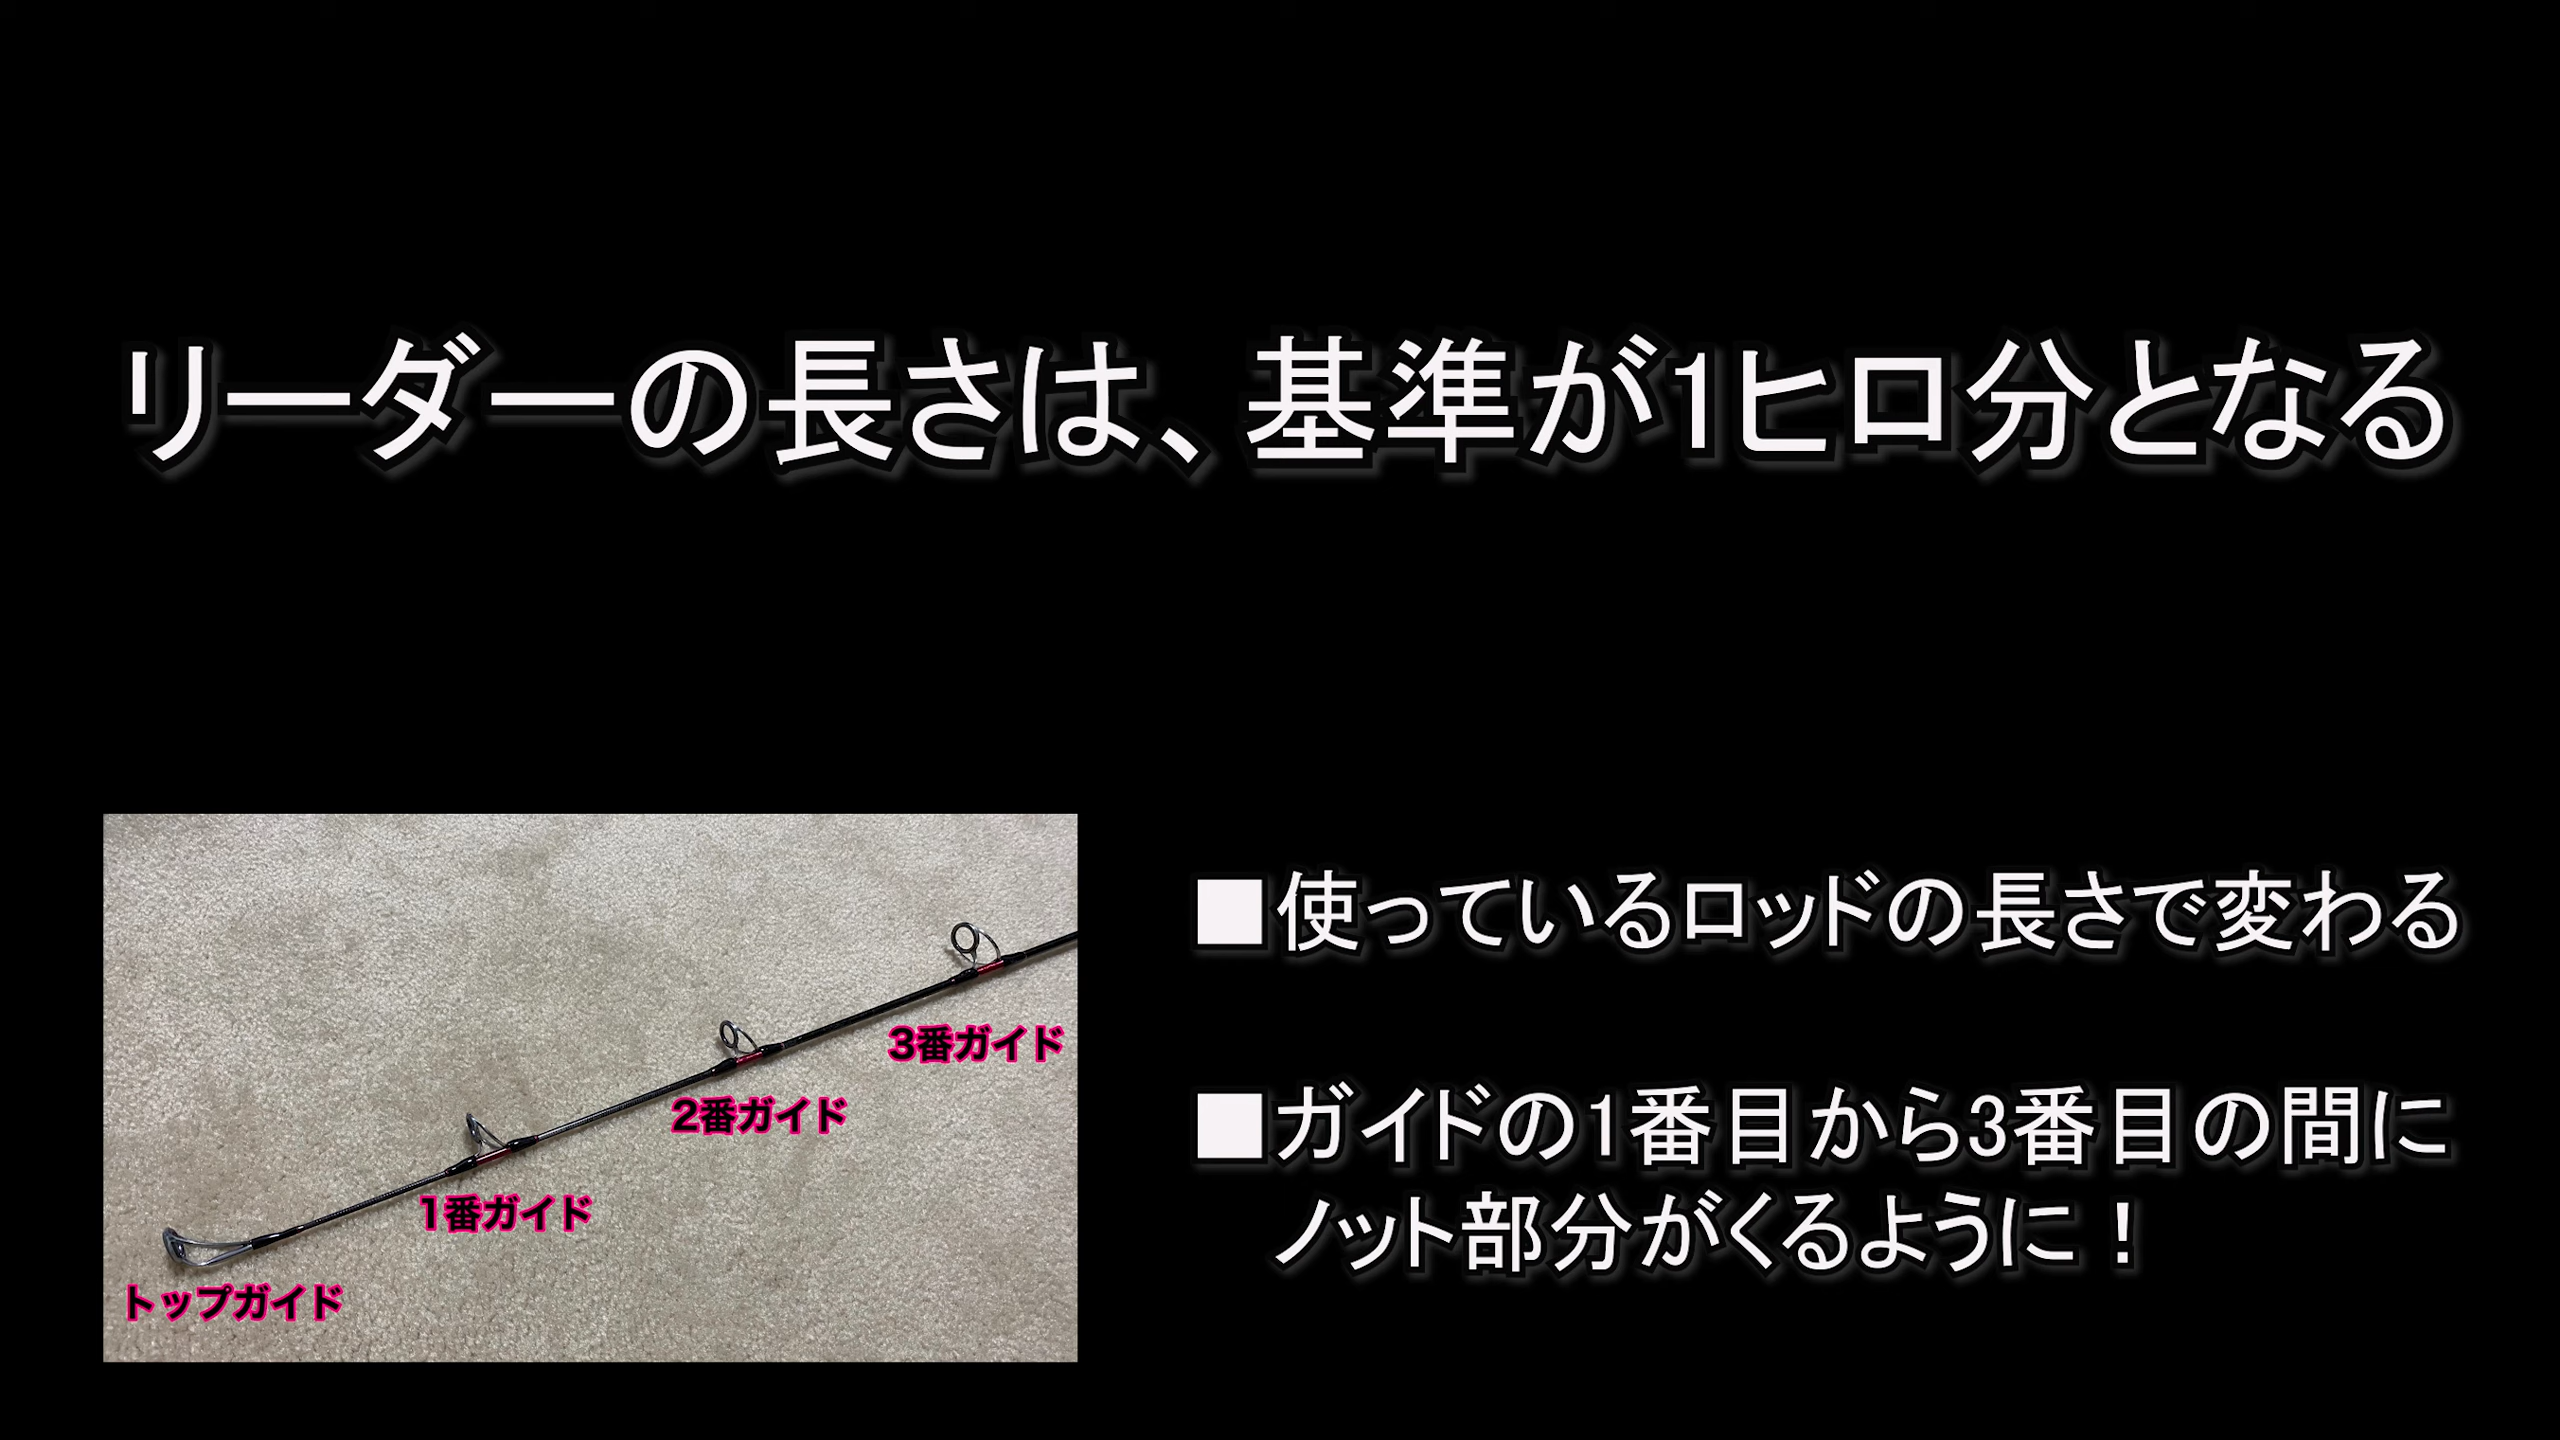 リーダーの長さは、基準が1ヒロ分となる
■使っているロッドの長さで変わる
■ガイドの1番目から3番目の間に
ノット部分がくるように！
3番ガイド
2番ガイド
1番ガイド
トップガイド